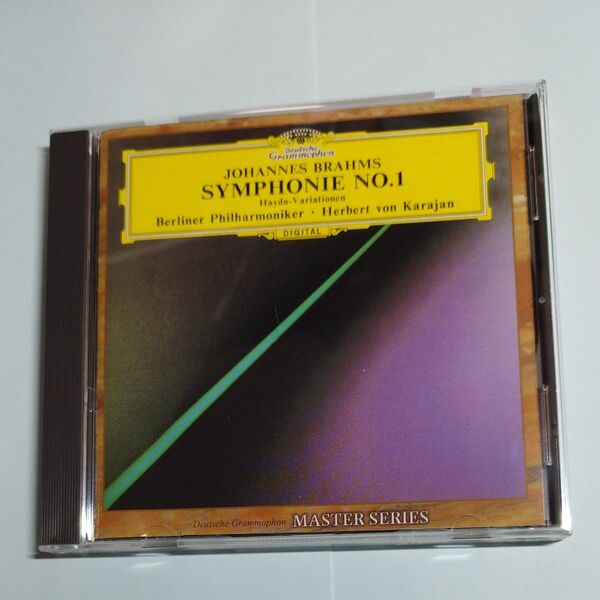 Deutsche
Grammophon
JOHANNES BRAHMS
SYMPHONIE NO.1
Haydn-Variationen
Berliner Philharmoniker · Herbert von Karajan
DIGITAL
Deutsche Grammophon MASTER SERIES